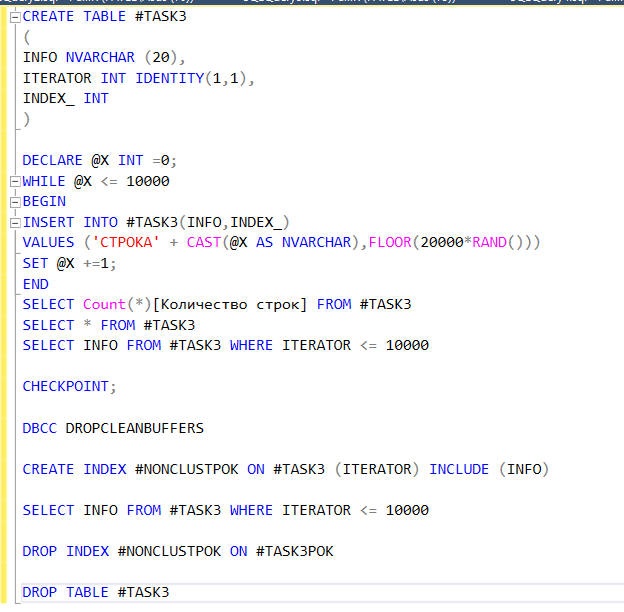 CREATE TABLE #TASK3
(
INFO NVARCHAR (20),
ITERATOR INT IDENTITY(1,1),
INDEX_ INT
)
DECLARE @X INT =0;
WHILE @X <= 10000
BEGIN
INSERT INTO #TASK3(INFO,INDEX_)
VALUES ('СТРОКА' + CAST(@X AS NVARCHAR),FLOOR(20000*RAND()))
SET @X +=1;
END
SELECT Count(*)[Количество строк] FROM #TASK3
SELECT * FROM #TASK3
SELECT INFO FROM #TASK3 WHERE ITERATOR <= 10000
CHECKPOINT;
DBCC DROPCLEANBUFFERS
CREATE INDEX #NONCLUSTPOK ON #TASK3 (ITERATOR) INCLUDE (INFO)
SELECT INFO FROM #TASK3 WHERE ITERATOR <= 10000
DROP INDEX #NONCLUSTPOK ON #TASK3POK
DROP TABLE #TASK3